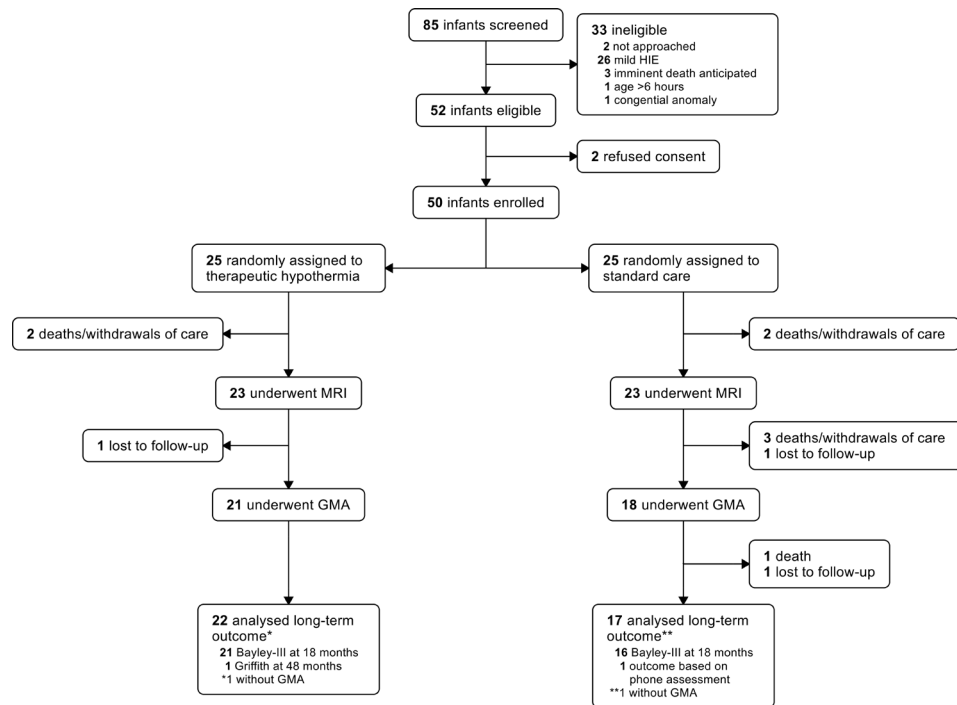 85 infants screened
33 ineligible
2 not approached
26 mild HIE
3 imminent death anticipated
1 age >6 hours
1 congential anomaly
52 infants eligible
2 refused consent
50 infants enrolled
25 randomly assigned to
therapeutic hypothermia
25 randomly assigned to
standard care
2 deaths/withdrawals of care
2 deaths/withdrawals of care
23 underwent MRI
23 underwent MRI
1 lost to follow-up
3 deaths/withdrawals of care
1 lost to follow-up
21 underwent GMA
18 underwent GMA
1 death
1 lost to follow-up
22 analysed long-term
outcome*
21 Bayley-III at 18 months
1 Griffith at 48 months
*1 without GMA
17 analysed long-term
outcome**
16 Bayley-III at 18 months
1 outcome based on
phone assessment
**1 without GMA